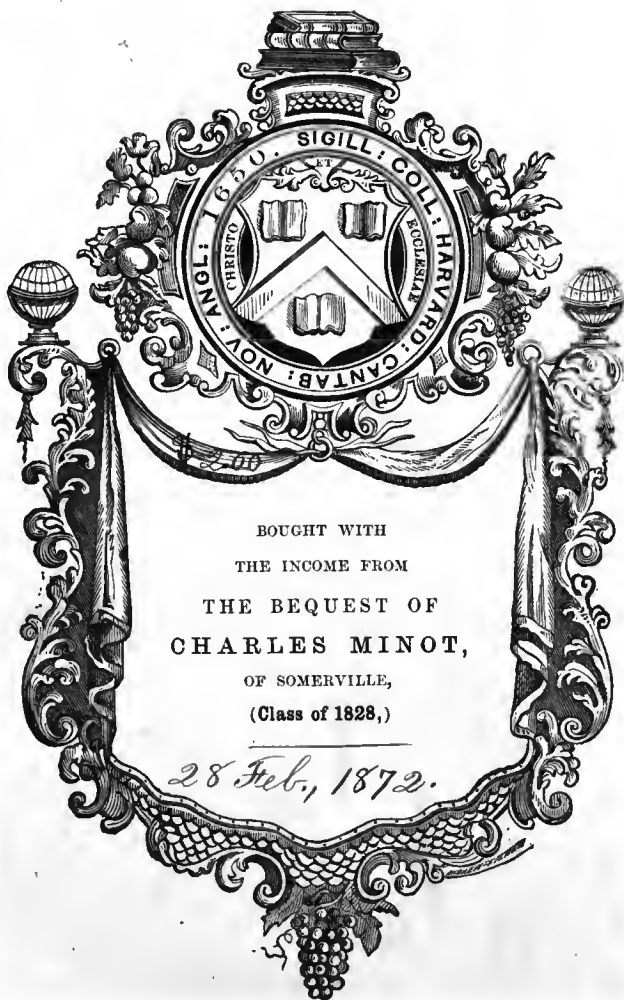 SIGILL: COLL: HARVARD: CANTAB: NOV: ANGL: 1650.
ET
CHRISTO
ECCLESIAE
$2.00
BOUGHT WITH
THE INCOME FROM
THE BEQUEST OF
CHARLES MINOT,
OF SOMERVILLE,
(Class of 1828,)
28 Feb., 1872.